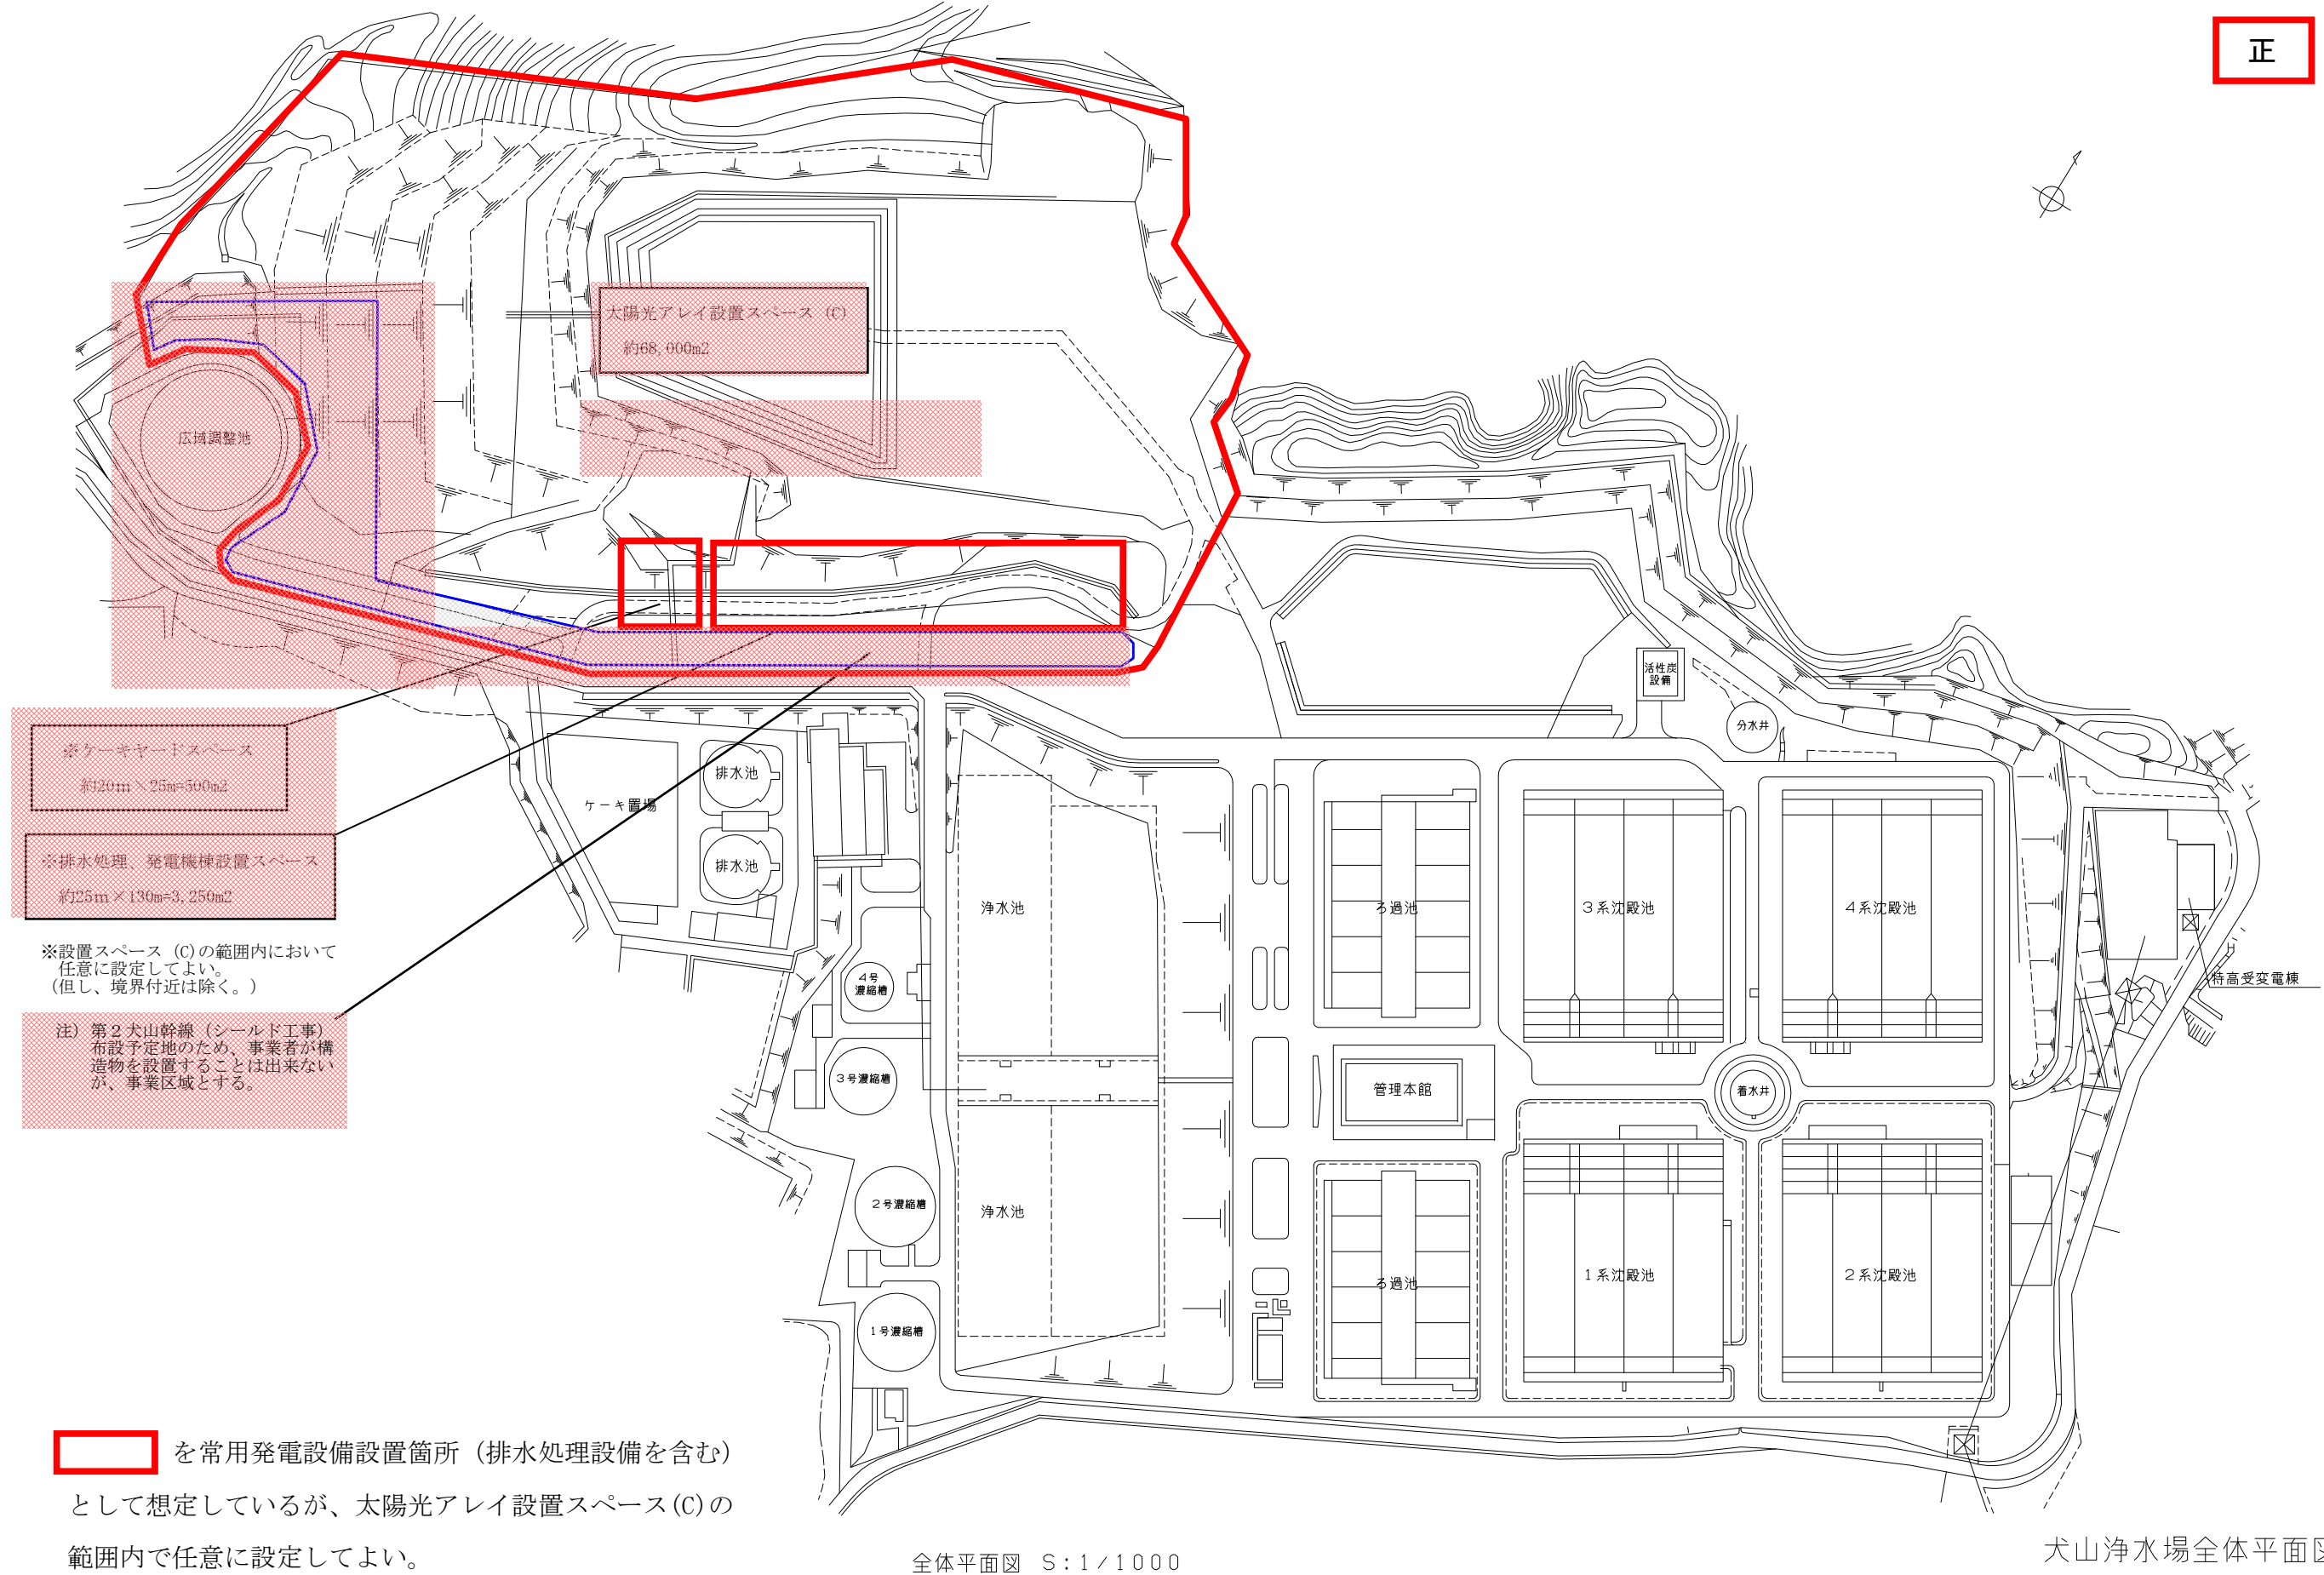 正
太陽光アレイ設置スペース (C)
約68,000m2
広域調整池
活性炭
設備
分水井
※ケーキヤードスペース
約20m×25m=500m2
※排水処理、発電機棟設置スペース
約25m×130m=3,250m2
※設置スペース (C)の範囲内において
任意に設定してよい。
(但し、境界付近は除く。)
注) 第2犬山幹線(シールド工事)
布設予定地のため、事業者が構
造物を設置することは出来ない
が、事業区域とする。
ケーキ置場
排水池
排水池
浄水池
ろ過池
3系沈殿池
4系沈殿池
4号
濃縮槽
特高受変電棟
3号濃縮槽
管理本館
着水井
2号濃縮槽
浄水池
ろ過池
1系沈殿池
2系沈殿池
1号濃縮槽
を常用発電設備設置箇所(排水処理設備を含む)
として想定しているが、太陽光アレイ設置スペース(C)の
範囲内で任意に設定してよい。
全体平面図 S:1/1000
犬山浄水場全体平面図